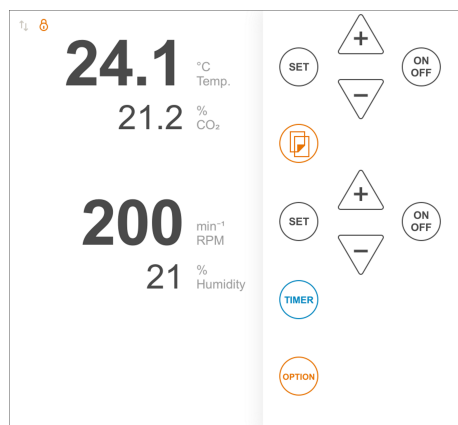 24.1 °C
Temp.
21.2 %
CO₂
200 min⁻¹
RPM
21 %
Humidity
SET
+
−
ON
OFF
SET
+
−
ON
OFF
TIMER
OPTION